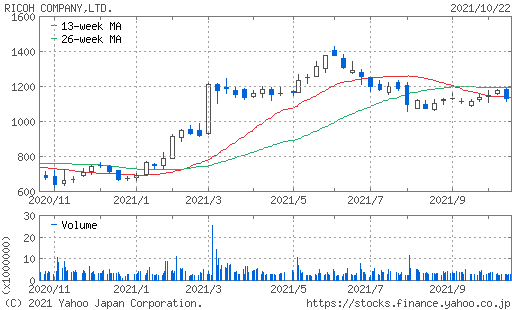 RICOH COMPANY,LTD. 2021/10/22
1600
1400
1200
1000
800
600
13-week MA
26-week MA
2020/11 2021/1 2021/3 2021/5 2021/7 2021/9
30
20
10
0
(x1000000)
Volume
2020/11 2021/1 2021/3 2021/5 2021/7 2021/9
(C) 2021 Yahoo Japan Corporation. https://stocks.finance.yahoo.co.jp/